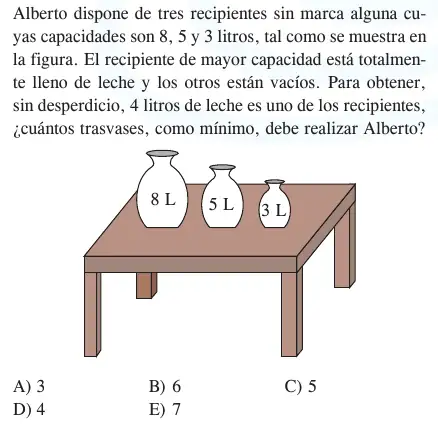 Alberto dispone de tres recipientes sin marca alguna cu-
yas capacidades son 8, 5 y 3 litros, tal como se muestra en
la figura. El recipiente de mayor capacidad está totalmen-
te lleno de leche y los otros están vacíos. Para obtener,
sin desperdicio, 4 litros de leche es uno de los recipientes,
¿cuántos trasvases, como mínimo, debe realizar Alberto?
8 L 5 L 3 L
A) 3 B) 6 C) 5
D) 4 E) 7